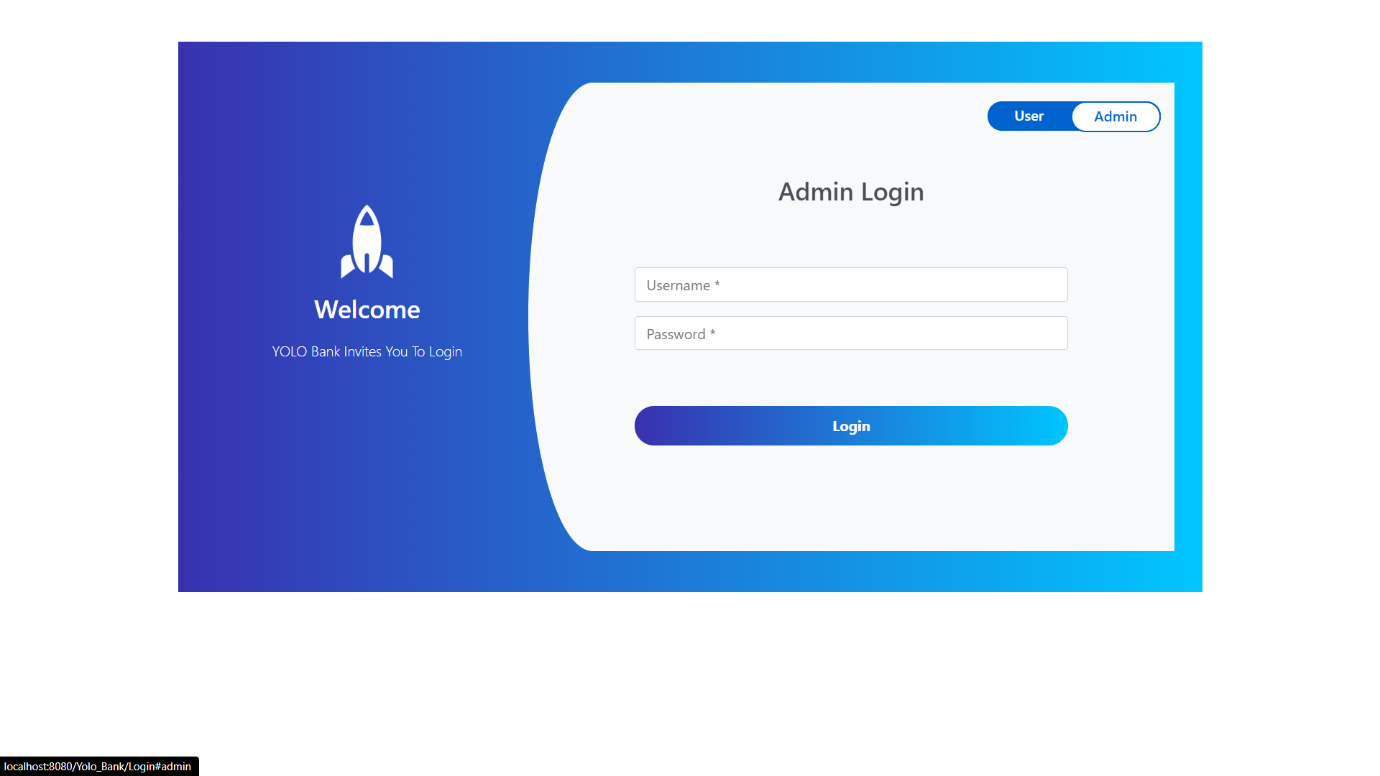 User
Admin
Admin Login
Username *
Password *
Login
Welcome
YOLO Bank Invites You To Login
localhost:8080/Yolo_Bank/Login#admin